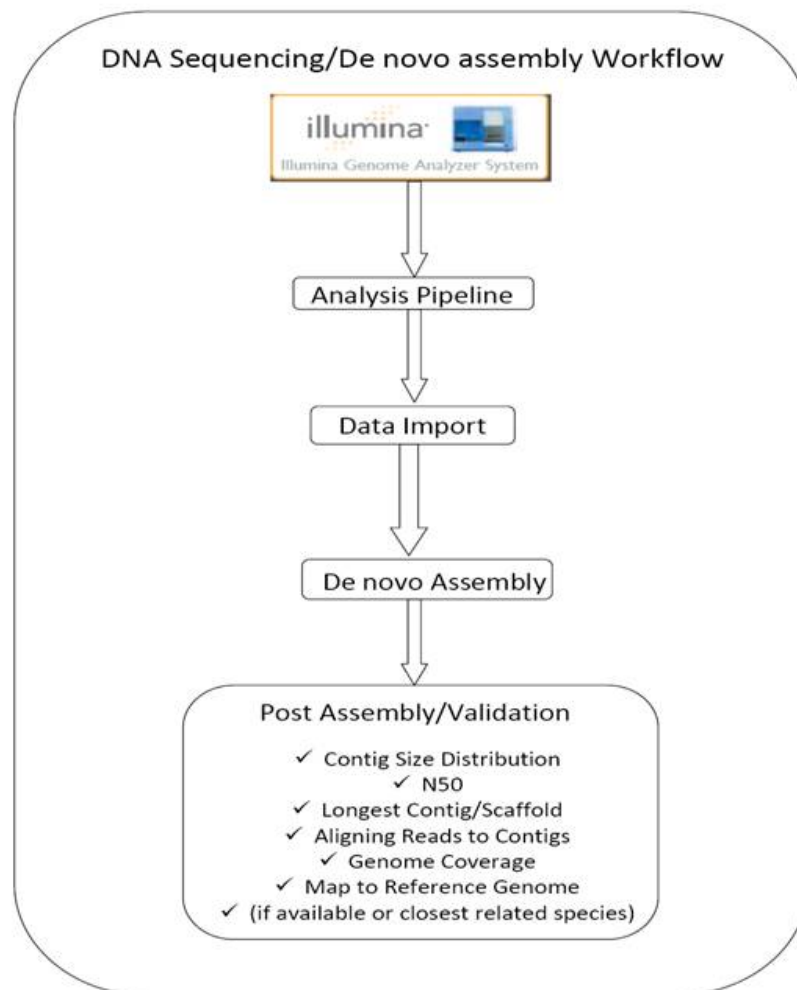 DNA Sequencing/De novo assembly Workflow
illumina
Illumina Genome Analyzer System
Analysis Pipeline
Data Import
De novo Assembly
Post Assembly/Validation
✓ Contig Size Distribution
✓ N50
✓ Longest Contig/Scaffold
✓ Aligning Reads to Contigs
✓ Genome Coverage
✓ Map to Reference Genome
✓ (if available or closest related species)